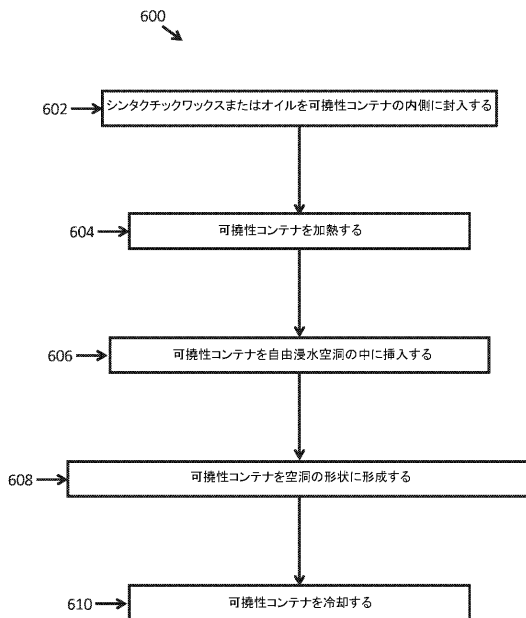 600
602
シンタクチックワックスまたはオイルを可撓性コンテナの内側に封入する
604
可撓性コンテナを加熱する
606
可撓性コンテナを自由浸水空洞の中に挿入する
608
可撓性コンテナを空洞の形状に形成する
610
可撓性コンテナを冷却する